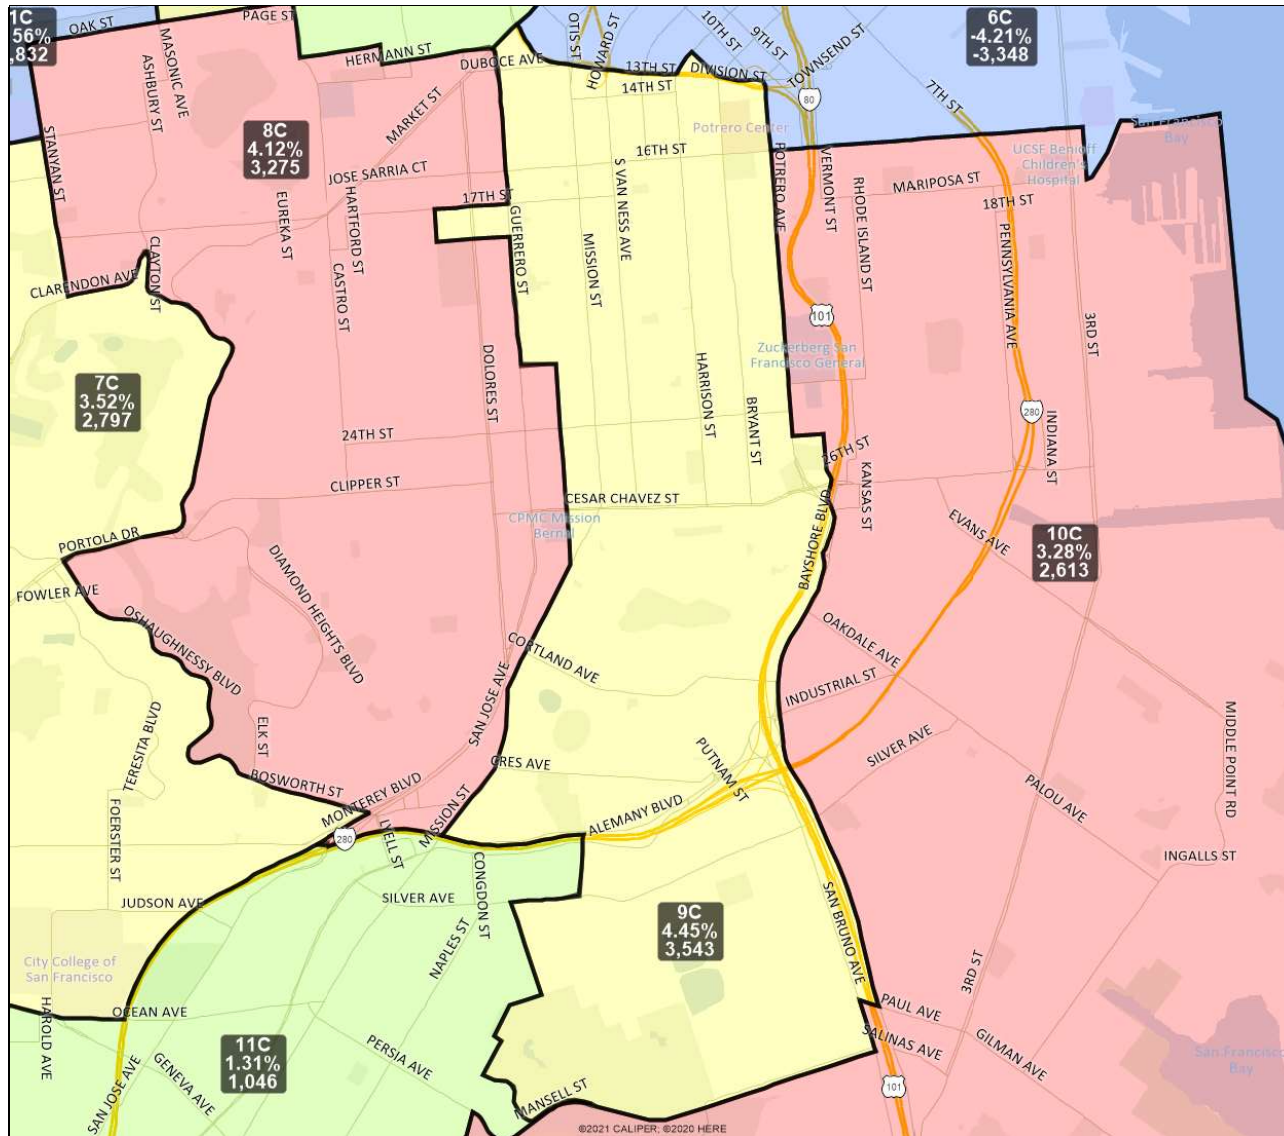 1C
56%
,832
OAK ST
PAGE ST
MASONIC AVE
ASHBURY ST
HERMANN ST
DUBOCE AVE
OTIS ST
HOWARD ST
10TH ST
9TH ST
TOWNSEND ST
6C
-4.21%
-3,348
13TH ST
DIVISION ST
14TH ST
80
7TH ST
San Francisco
Bay
STANYAN ST
8C
4.12%
3,275
MARKET ST
Potrero Center
16TH ST
JOSE SARRIA CT
17TH ST
UCSF Benioff
Children's
Hospital
MARIPOSA ST
18TH ST
EUREKA ST
HARTFORD ST
GUERRERO ST
S VAN NESS AVE
MISSION ST
POTRERO AVE
VERMONT ST
RHODE ISLAND ST
PENNSYLVANIA AVE
CLAYTON ST
CLARENDON AVE
CASTRO ST
101
3RD ST
Zuckerberg San
Francisco General
7C
3.52%
2,797
DOLORES ST
HARRISON ST
BRYANT ST
280
INDIANA ST
24TH ST
26TH ST
CLIPPER ST
CESAR CHAVEZ ST
KANSAS ST
CPMC Mission
Bernal
BAYSHORE BLVD
EVANS AVE
10C
3.28%
2,613
PORTOLA DR
FOWLER AVE
DIAMOND HEIGHTS BLVD
OSHAUGHNESSY BLVD
CORTLAND AVE
OAKDALE AVE
INDUSTRIAL ST
SAN JOSE AVE
TERESITA BLVD
ELK ST
CRES AVE
PUTNAM ST
SILVER AVE
MIDDLE POINT RD
BOSWORTH ST
MONTEREY BLVD
MISSION ST
ALEMANY BLVD
PALOU AVE
FOERSTER ST
280
LYELL ST
CONGDON ST
INGALLS ST
JUDSON AVE
SILVER AVE
9C
4.45%
3,543
SAN BRUNO AVE
NAPLES ST
City College of
San Francisco
3RD ST
HAROLD AVE
OCEAN AVE
PAUL AVE
SALINAS AVE
GILMAN AVE
11C
1.31%
1,046
PERSIA AVE
San Francisco
Bay
SAN JOSE AVE
GENEVA AVE
MANSELL ST
101
©2021 CALIPER; ©2020 HERE